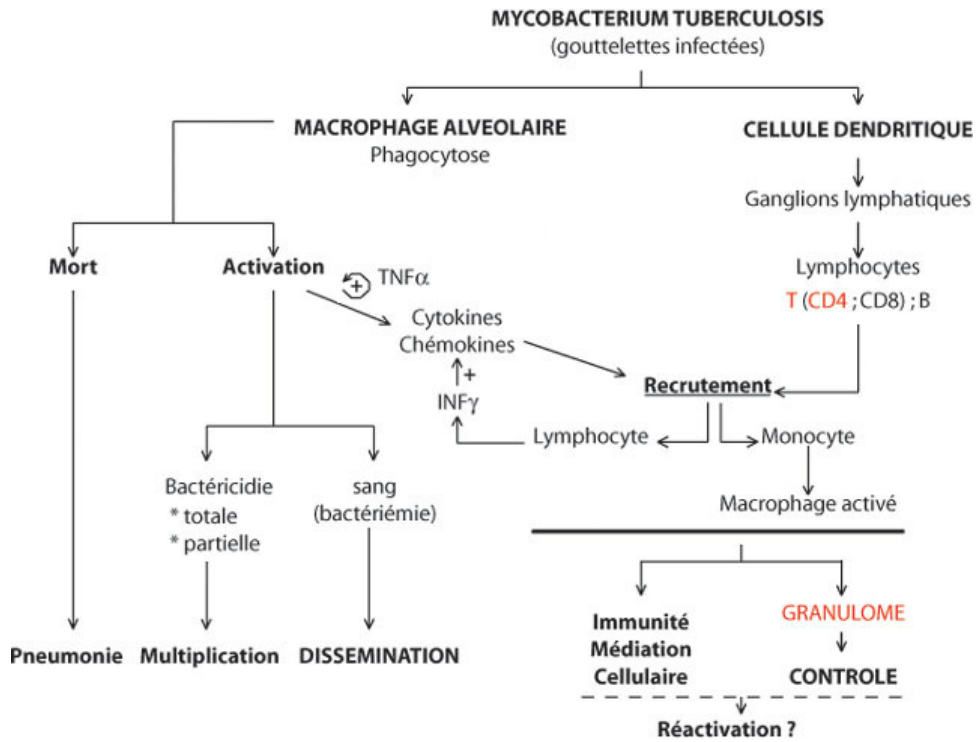 MYCOBACTERIUM TUBERCULOSIS
(gouttelettes infectées)
MACROPHAGE ALVEOLAIRE
Phagocytose
CELLULE DENDRITIQUE
Ganglions lymphatiques
Lymphocytes
T (CD4 ; CD8) ; B
Mort
Activation
+
TNFα
Cytokines
Chémokines
+
INFγ
Recrutement
Lymphocyte
Monocyte
Macrophage activé
Bactéricidie
* totale
* partielle
sang
(bactériémie)
Pneumonie
Multiplication
DISSEMINATION
Immunité
Médiation
Cellulaire
GRANULOME
CONTROLE
Réactivation ?